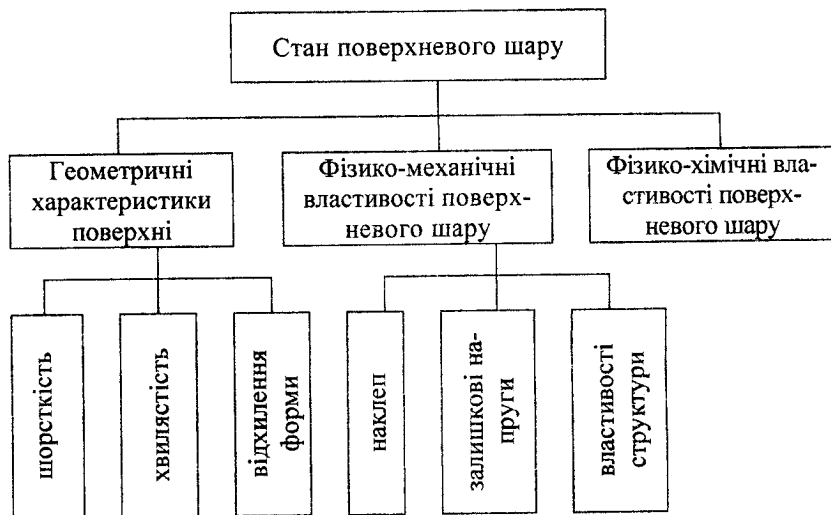 Стан поверхневого шару
Геометричні
характеристики
поверхні
Фізико-механічні
властивості поверх-
невого шару
Фізико-хімічні вла-
стивості поверх-
невого шару
шорсткість
хвилястість
відхилення
форми
наклеп
залишкові на-
пруги
властивості
структури